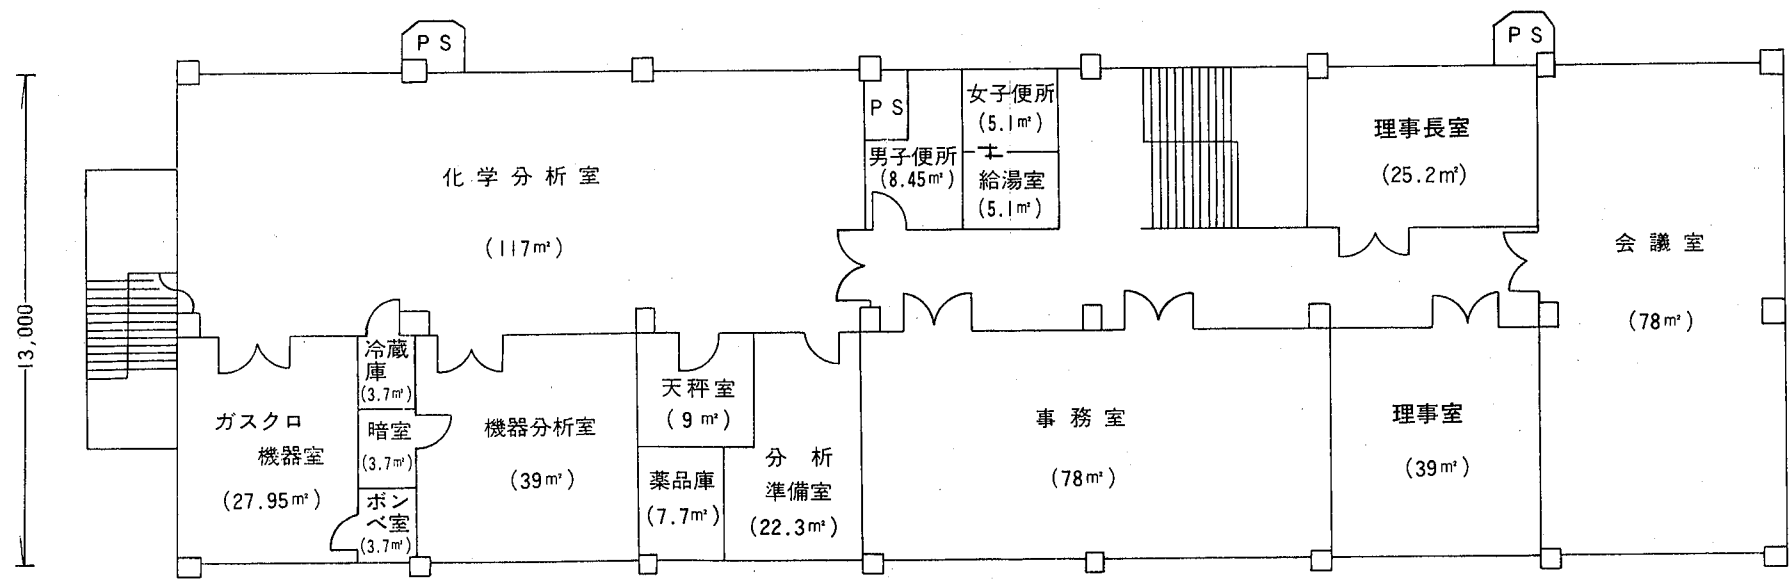 PS
PS
13,000
化学分析室
(117㎡)
PS
男子便所
(8.45㎡)
女子便所
(5.1㎡)
給湯室
(5.1㎡)
理事長室
(25.2㎡)
会議室
(78㎡)
ガスクロ
機器室
(27.95㎡)
冷蔵
庫
(3.7㎡)
暗室
(3.7㎡)
ボン
ベ室
(3.7㎡)
機器分析室
(39㎡)
天秤室
(9㎡)
薬品庫
(7.7㎡)
分析
準備室
(22.3㎡)
事務室
(78㎡)
理事室
(39㎡)